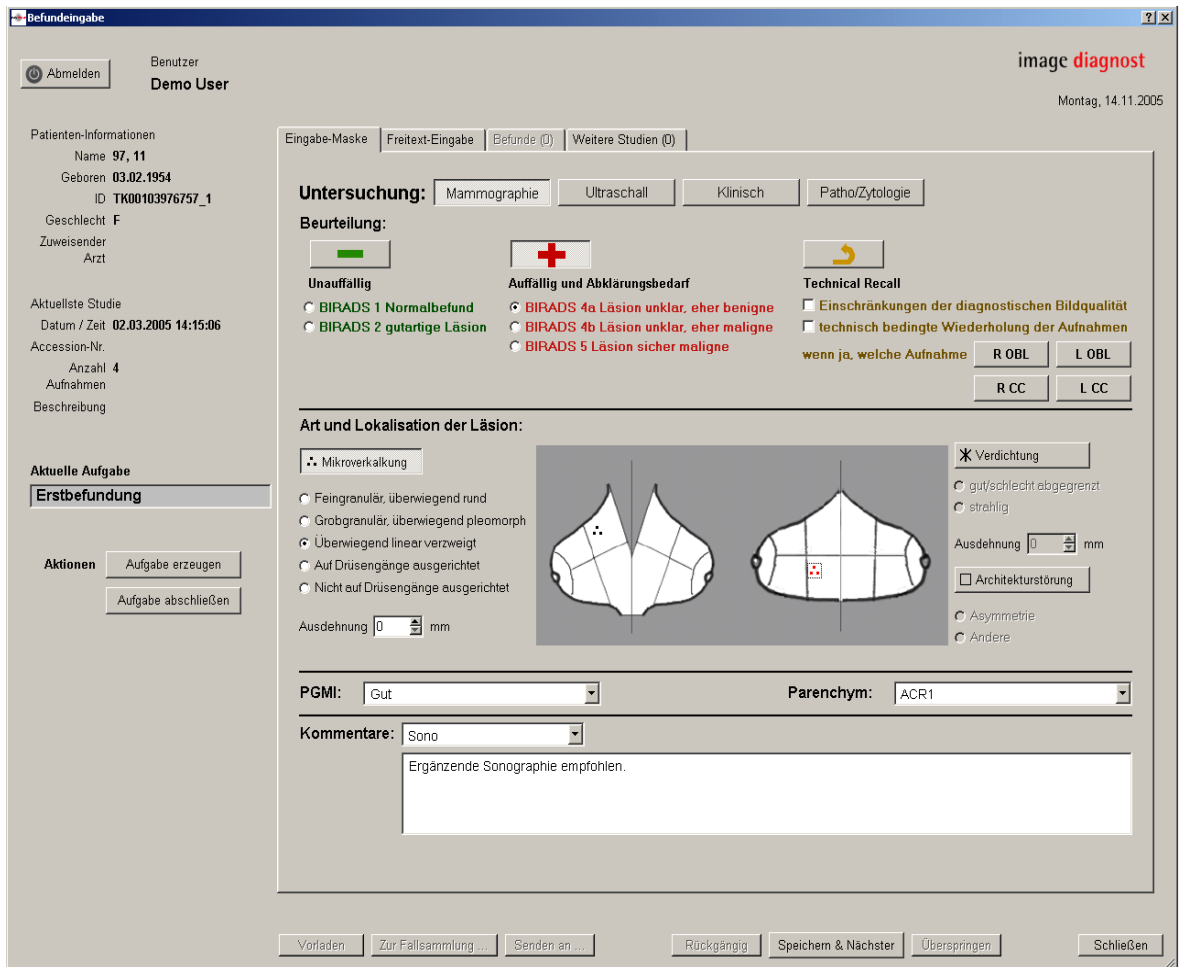 Befundeingabe
Abmelden
Benutzer
Demo User
image diagnost
Montag, 14.11.2005
Patienten-Informationen
Name 97, 11
Geboren 03.02.1954
ID TK00103976757_1
Geschlecht F
Zuweisender
Arzt
Aktuellste Studie
Datum / Zeit 02.03.2005 14:15:06
Accession-Nr.
Anzahl 4
Aufnahmen
Beschreibung
Aktuelle Aufgabe
Erstbefundung
Aktionen
Aufgabe erzeugen
Aufgabe abschließen
Eingabe-Maske Freitext-Eingabe Befunde (0) Weitere Studien (0)
Untersuchung: Mammographie Ultraschall Klinisch Patho/Zytologie
Beurteilung:
Unauffällig
BIRADS 1 Normalbefund
BIRADS 2 gutartige Läsion
Auffällig und Abklärungsbedarf
BIRADS 4a Läsion unklar, eher benigne
BIRADS 4b Läsion unklar, eher maligne
BIRADS 5 Läsion sicher maligne
Technical Recall
Einschränkungen der diagnostischen Bildqualität
technisch bedingte Wiederholung der Aufnahmen
wenn ja, welche Aufnahme R OBL L OBL
R CC L CC
Art und Lokalisation der Läsion:
Mikroverkalkung
Feingranulär, überwiegend rund
Grobgranulär, überwiegend pleomorph
Überwiegend linear verzweigt
Auf Drüsengänge ausgerichtet
Nicht auf Drüsengänge ausgerichtet
Ausdehnung 0 mm
Verdichtung
gut/schlecht abgegrenzt
strahlig
Ausdehnung 0 mm
Architekturstörung
Asymmetrie
Andere
PGMI: Gut
Parenchym: ACR1
Kommentare: Sono
Ergänzende Sonographie empfohlen.
Vorladen Zur Fallsammlung ... Senden an ... Rückgängig Speichern & Nächster Überspringen Schließen